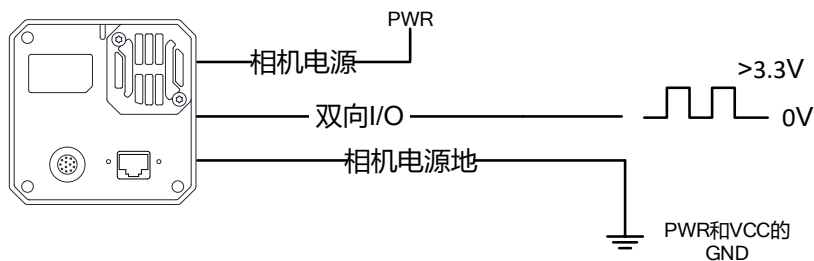 PWR
相机电源
>3.3V
双向I/O
0V
相机电源地
PWR和VCC的
GND